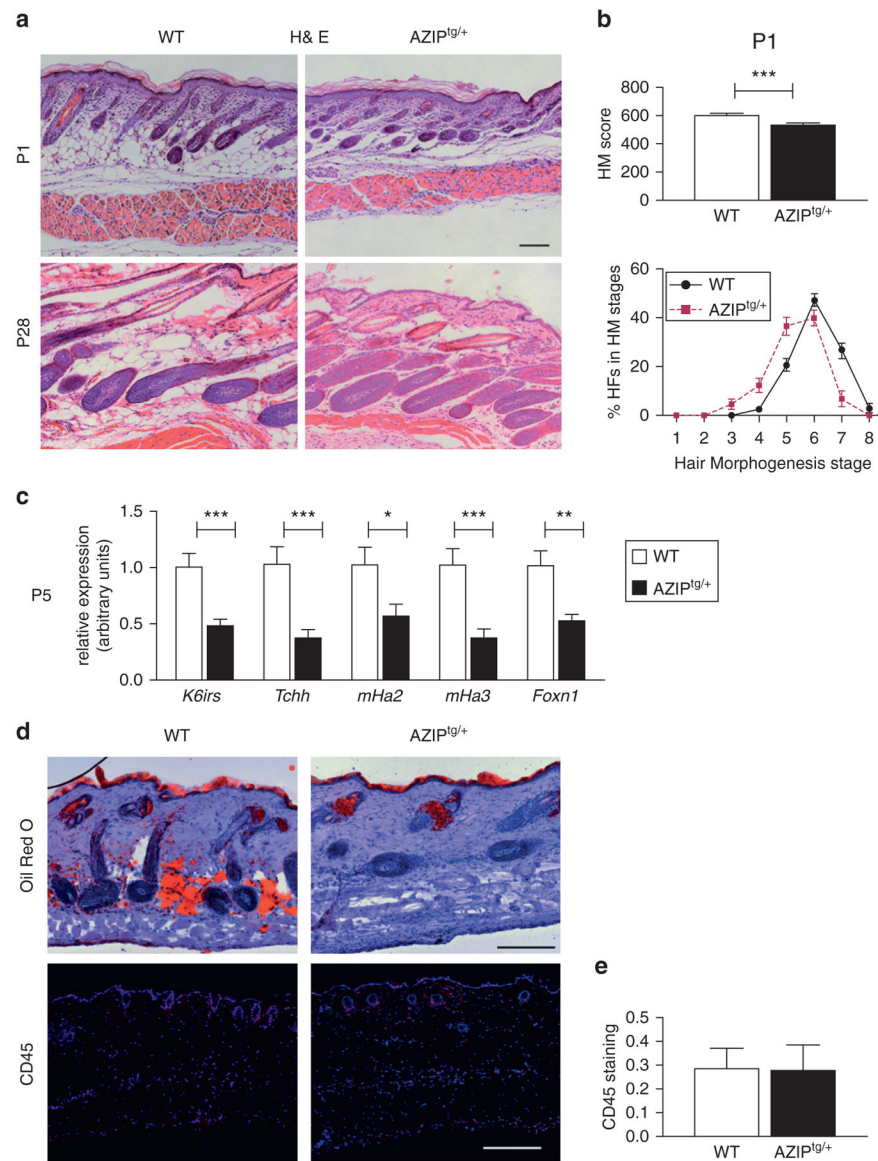 a
WT H& E AZIPtg/+
P1
P28
b
P1
***
HM score
800
600
400
200
0
WT AZIPtg/+
% HFs in HM stages
60
40
20
0
WT
AZIPtg/+
1 2 3 4 5 6 7 8
Hair Morphogenesis stage
c
P5
relative expression
(arbitrary units)
1.5
1.0
0.5
0.0
*** *** * *** **
K6irs Tchh mHa2 mHa3 Foxn1
WT
AZIPtg/+
d
WT AZIPtg/+
Oil Red O
CD45
e
CD45 staining
0.5
0.4
0.3
0.2
0.1
0.0
WT AZIPtg/+